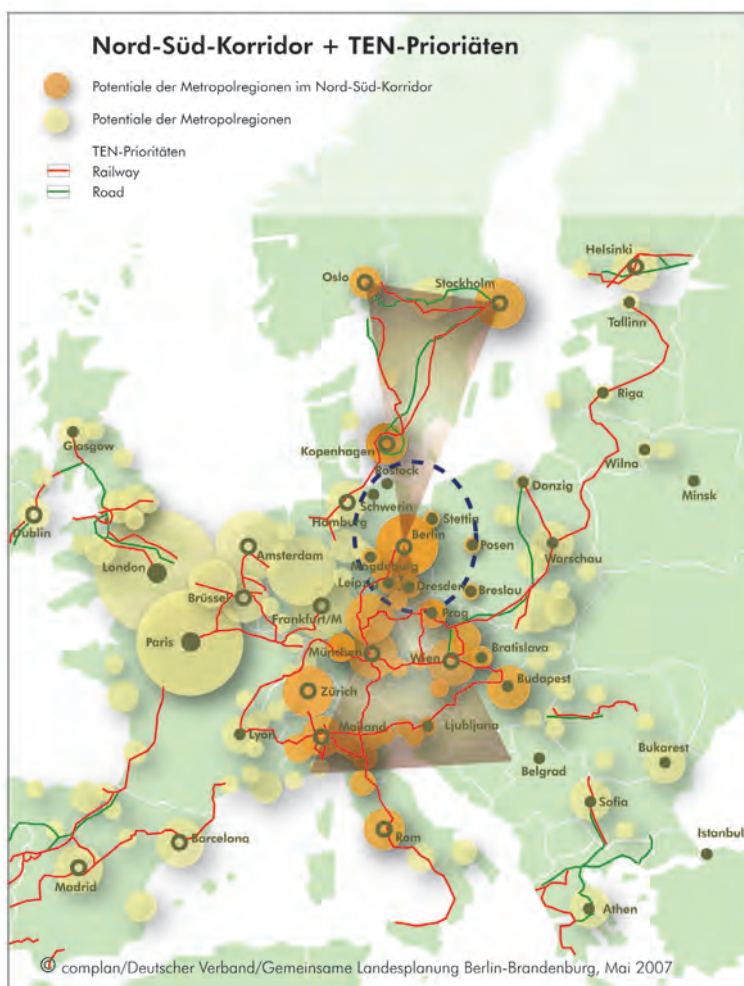 Nord-Süd-Korridor + TEN-Prioriäten
Potentiale der Metropolregionen im Nord-Süd-Korridor
Potentiale der Metropolregionen
TEN-Prioritäten
Railway
Road
Helsinki
Oslo
Stockholm
Tallinn
Riga
Glasgow
Kopenhagen
Wilna
Rostock
Minsk
Danzig
Schwerin
Hamburg
Stettin
Dublin
Berlin
Posen
Warschau
Amsterdam
Magdeburg
London
Leipzig
Dresden
Breslau
Brüssel
Frankfurt/M
Prag
Paris
München
Wien
Bratislava
Zürich
Budapest
Lyon
Mailand
Ljubljana
Belgrad
Bukarest
Sofia
Rom
Istanbul
Barcelona
Madrid
Athen
© complan/Deutscher Verband/Gemeinsame Landesplanung Berlin-Brandenburg, Mai 2007